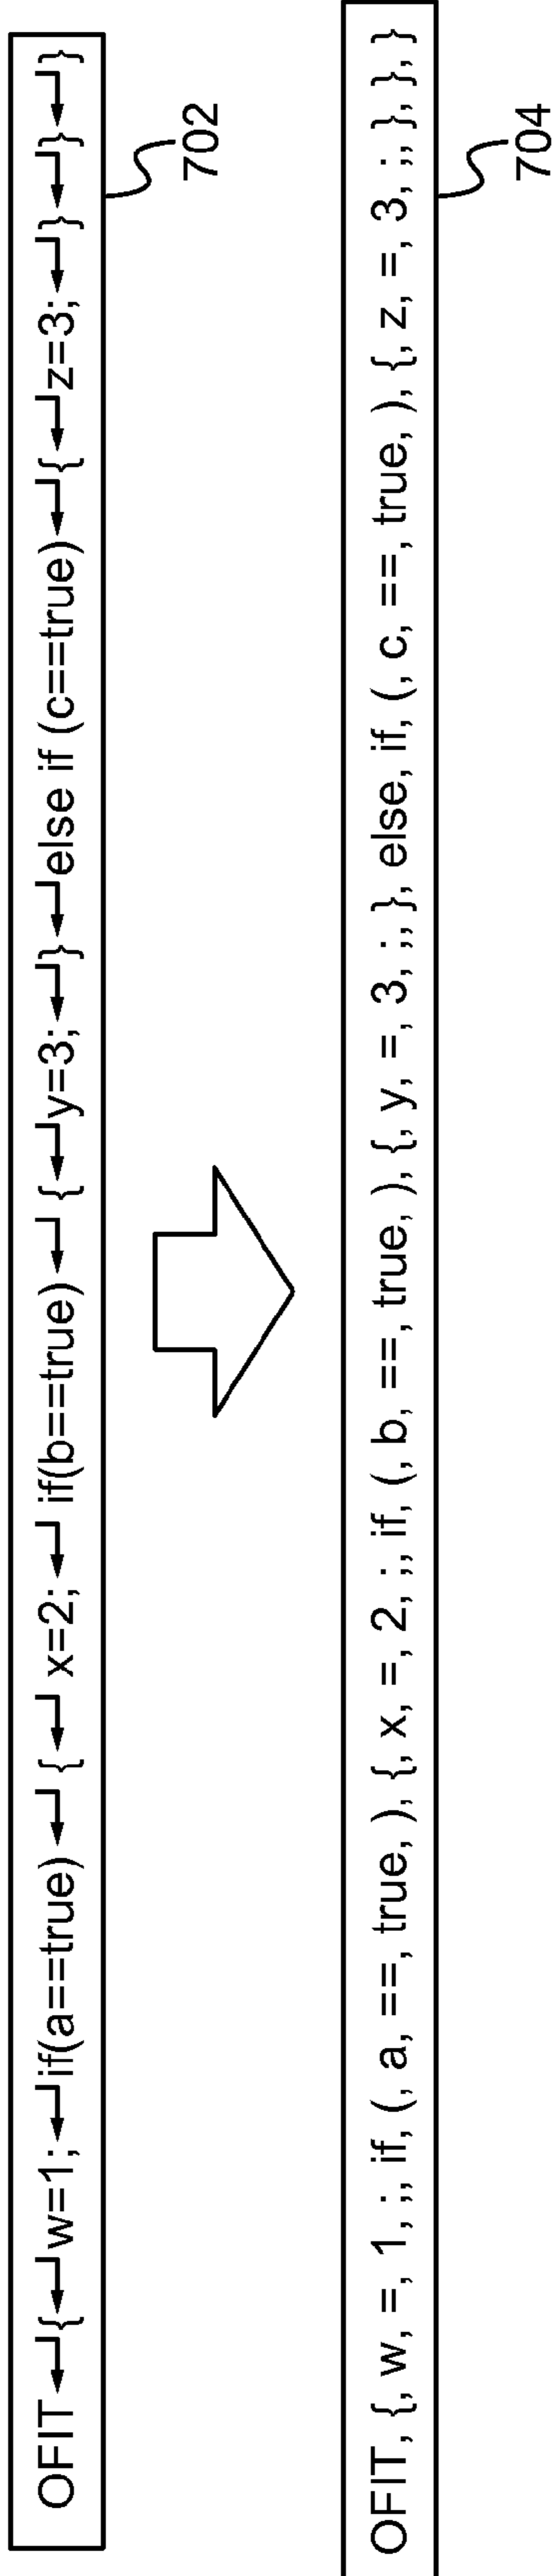 OFIT ↵ { ↵ w=1; ↵ if(a==true) ↵ { ↵ x=2; ↵ if(b==true) ↵ { ↵ y=3; ↵ } ↵ else if (c==true) ↵ { ↵ z=3; ↵ } ↵ } ↵ }
702
OFIT, {, w, =, 1, ;, if, (, a, ==, true, ), {, x, =, 2, ;, if, (, b, ==, true, ), {, y, =, 3, ;, }, else, if, (, c, ==, true, ), {, z, =, 3, ;, }, }, }
704